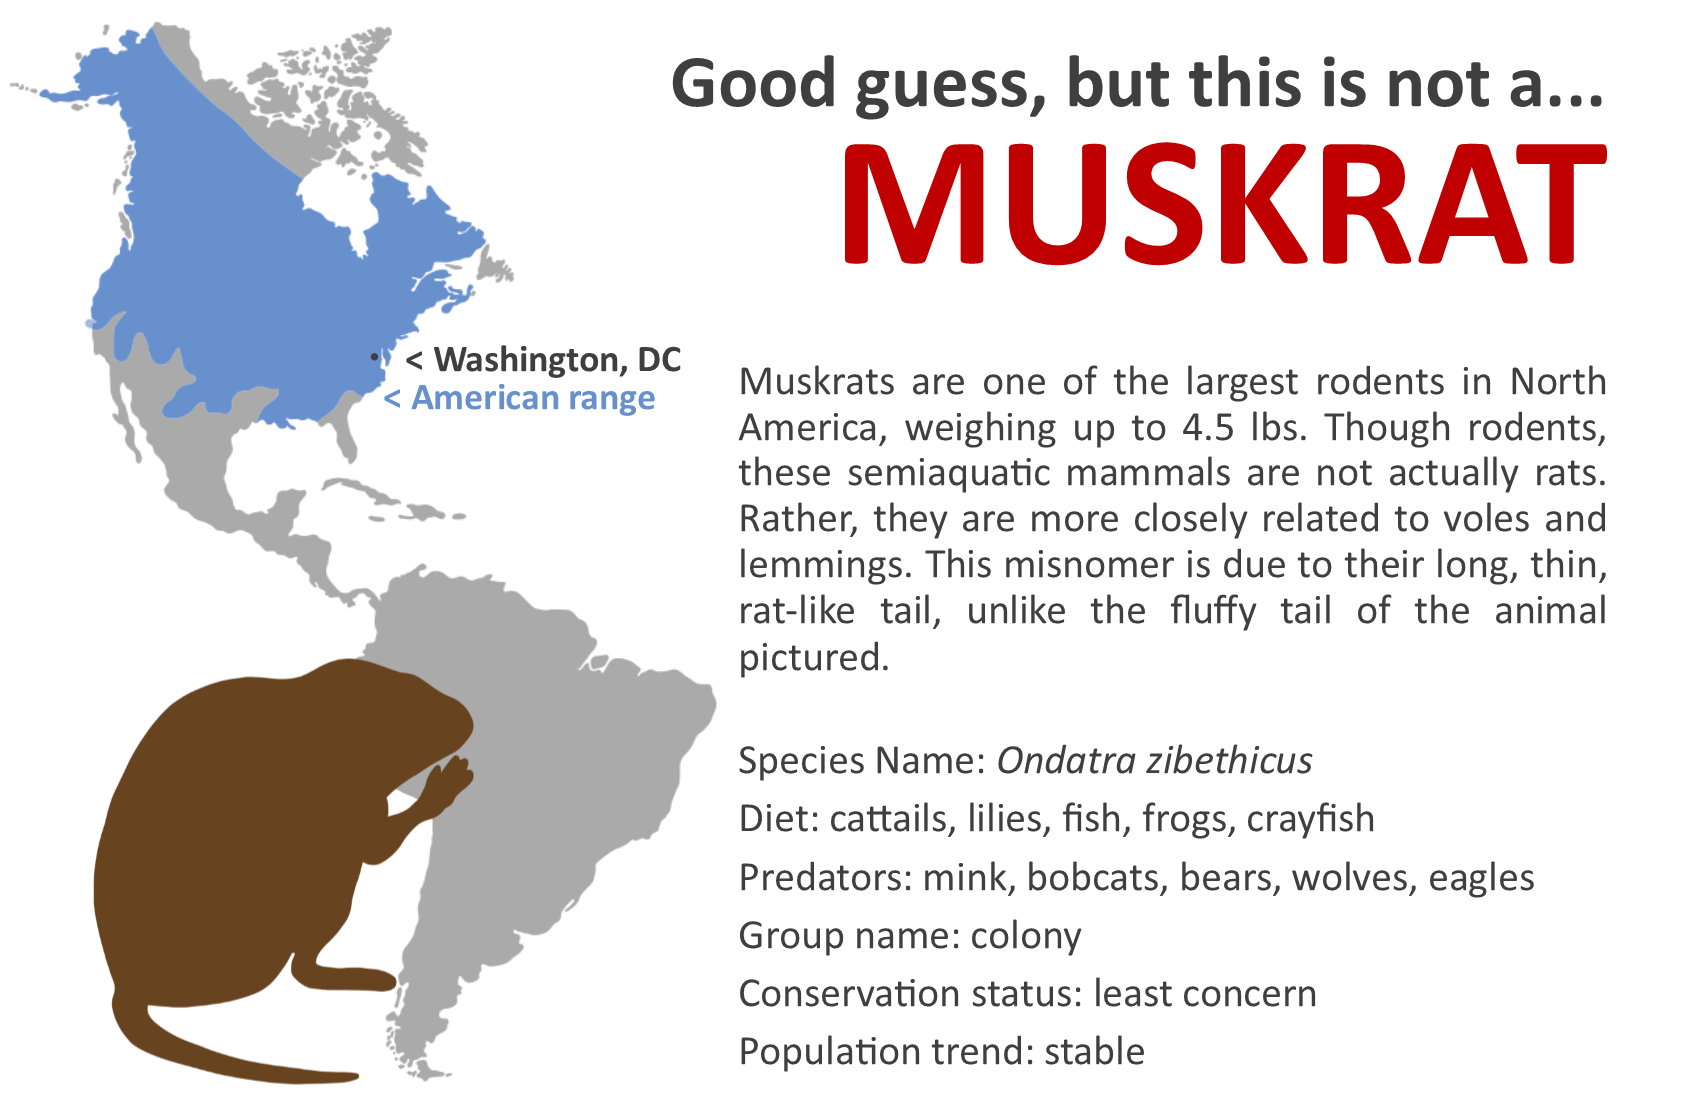 Good guess, but this is not a...
MUSKRAT
< Washington, DC
< American range
Muskrats are one of the largest rodents in North
America, weighing up to 4.5 lbs. Though rodents,
these semiaquatic mammals are not actually rats.
Rather, they are more closely related to voles and
lemmings. This misnomer is due to their long, thin,
rat-like tail, unlike the fluffy tail of the animal
pictured.
Species Name: Ondatra zibethicus
Diet: cattails, lilies, fish, frogs, crayfish
Predators: mink, bobcats, bears, wolves, eagles
Group name: colony
Conservation status: least concern
Population trend: stable